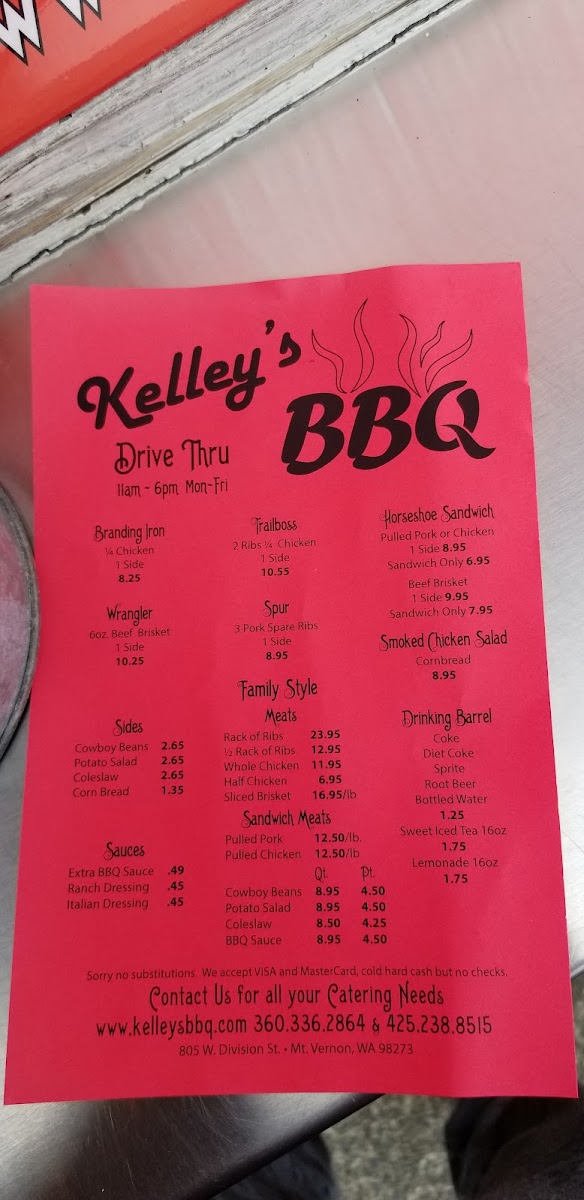 Kelley's
BBQ
Drive Thru
11am - 6pm Mon-Fri
Branding Iron
¼ Chicken
1 Side
8.25
Wrangler
6oz. Beef Brisket
1 Side
10.25
Trailboss
2 Ribs ¼ Chicken
1 Side
10.55
Spur
3 Pork Spare Ribs
1 Side
8.95
Horseshoe Sandwich
Pulled Pork or Chicken
1 Side 8.95
Sandwich Only 6.95
Beef Brisket
1 Side 9.95
Sandwich Only 7.95
Smoked Chicken Salad
Cornbread
8.95
Sides
Cowboy Beans 2.65
Potato Salad 2.65
Coleslaw 2.65
Corn Bread 1.35
Sauces
Extra BBQ Sauce .49
Ranch Dressing .45
Italian Dressing .45
Family Style
Meats
Rack of Ribs 23.95
½ Rack of Ribs 12.95
Whole Chicken 11.95
Half Chicken 6.95
Sliced Brisket 16.95/lb
Sandwich Meats
Pulled Pork 12.50/lb.
Pulled Chicken 12.50/lb
Qt. Pt.
Cowboy Beans 8.95 4.50
Potato Salad 8.95 4.50
Coleslaw 8.50 4.25
BBQ Sauce 8.95 4.50
Drinking Barrel
Coke
Diet Coke
Sprite
Root Beer
Bottled Water
1.25
Sweet Iced Tea 16oz
1.75
Lemonade 16oz
1.75
Sorry no substitutions. We accept VISA and MasterCard, cold hard cash but no checks.
Contact Us for all your Catering Needs
www.kelleysbbq.com 360.336.2864 & 425.238.8515
805 W. Division St. • Mt. Vernon, WA 98273